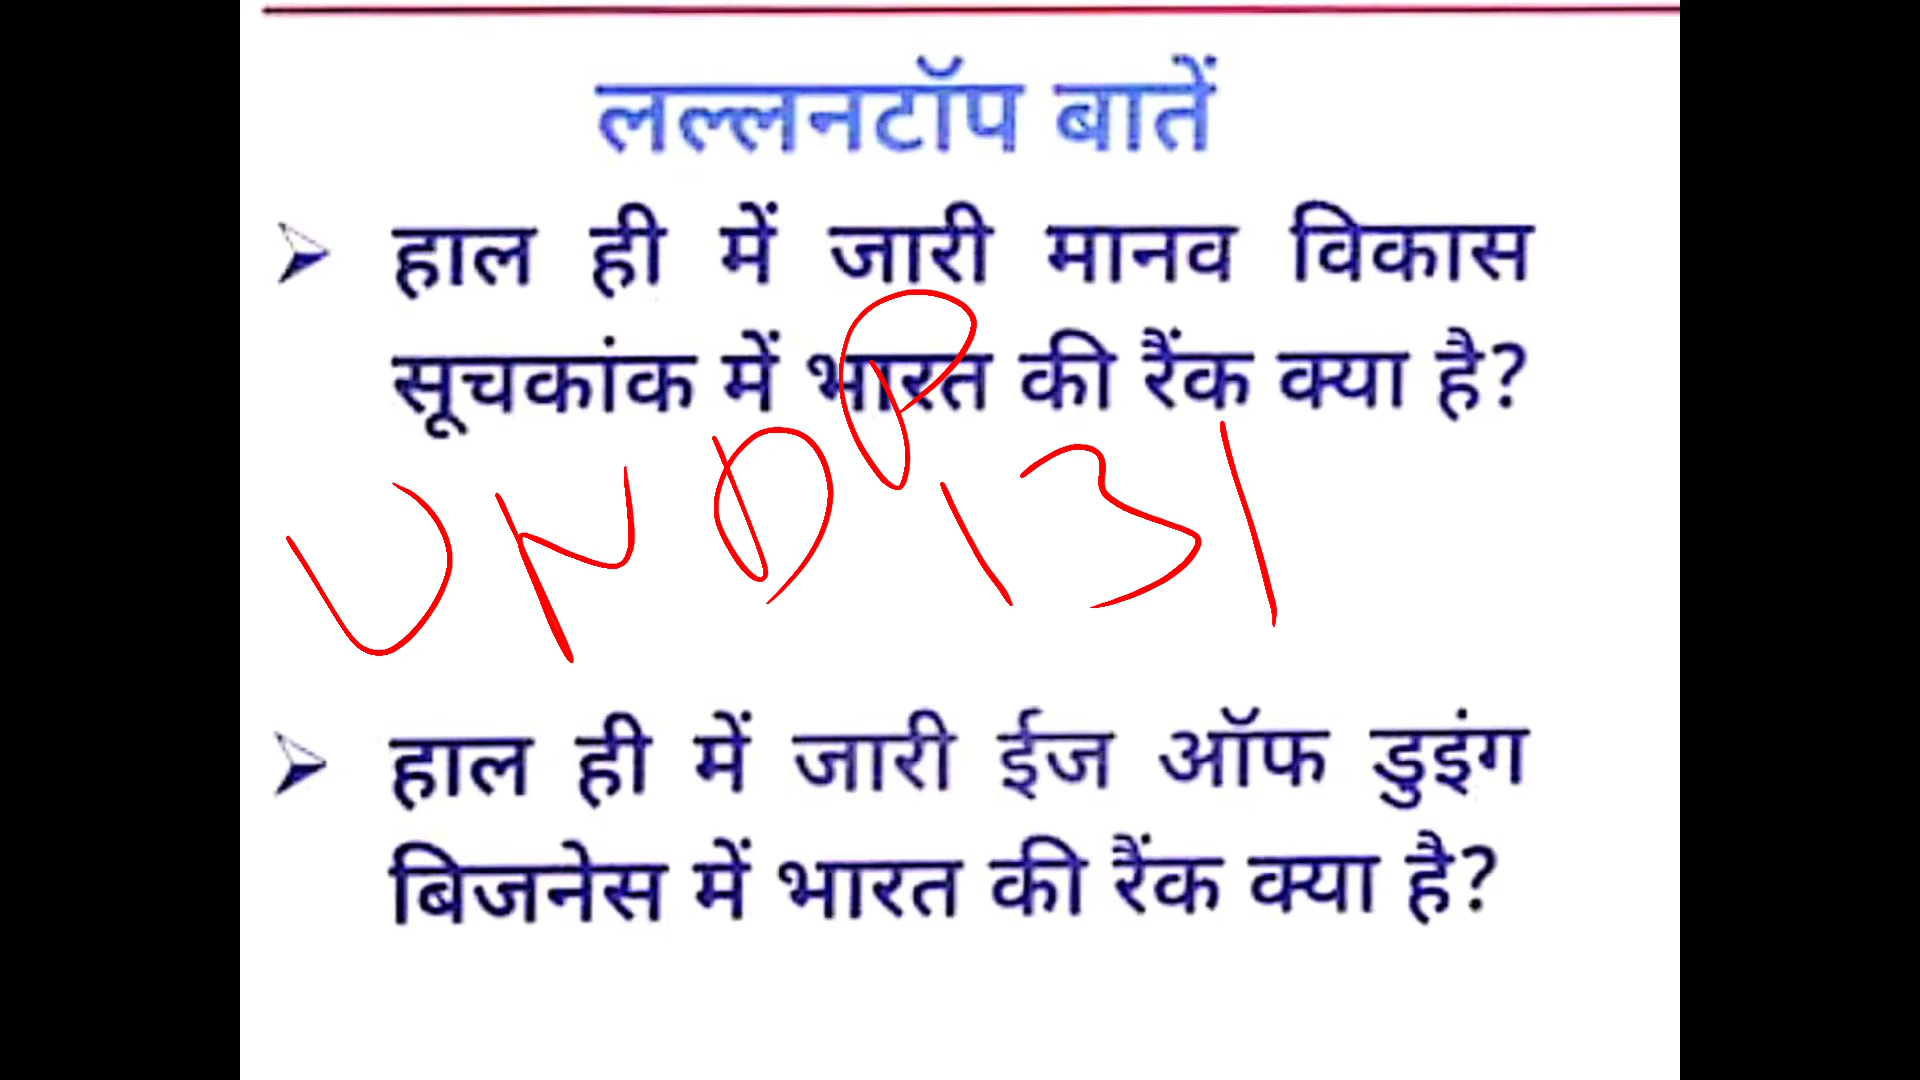 लल्लनटॉप बातें
हाल ही में जारी मानव विकास
सूचकांक में भारत की रैंक क्या है?
UNDP 131
हाल ही में जारी ईज ऑफ डुइंग
बिजनेस में भारत की रैंक क्या है?